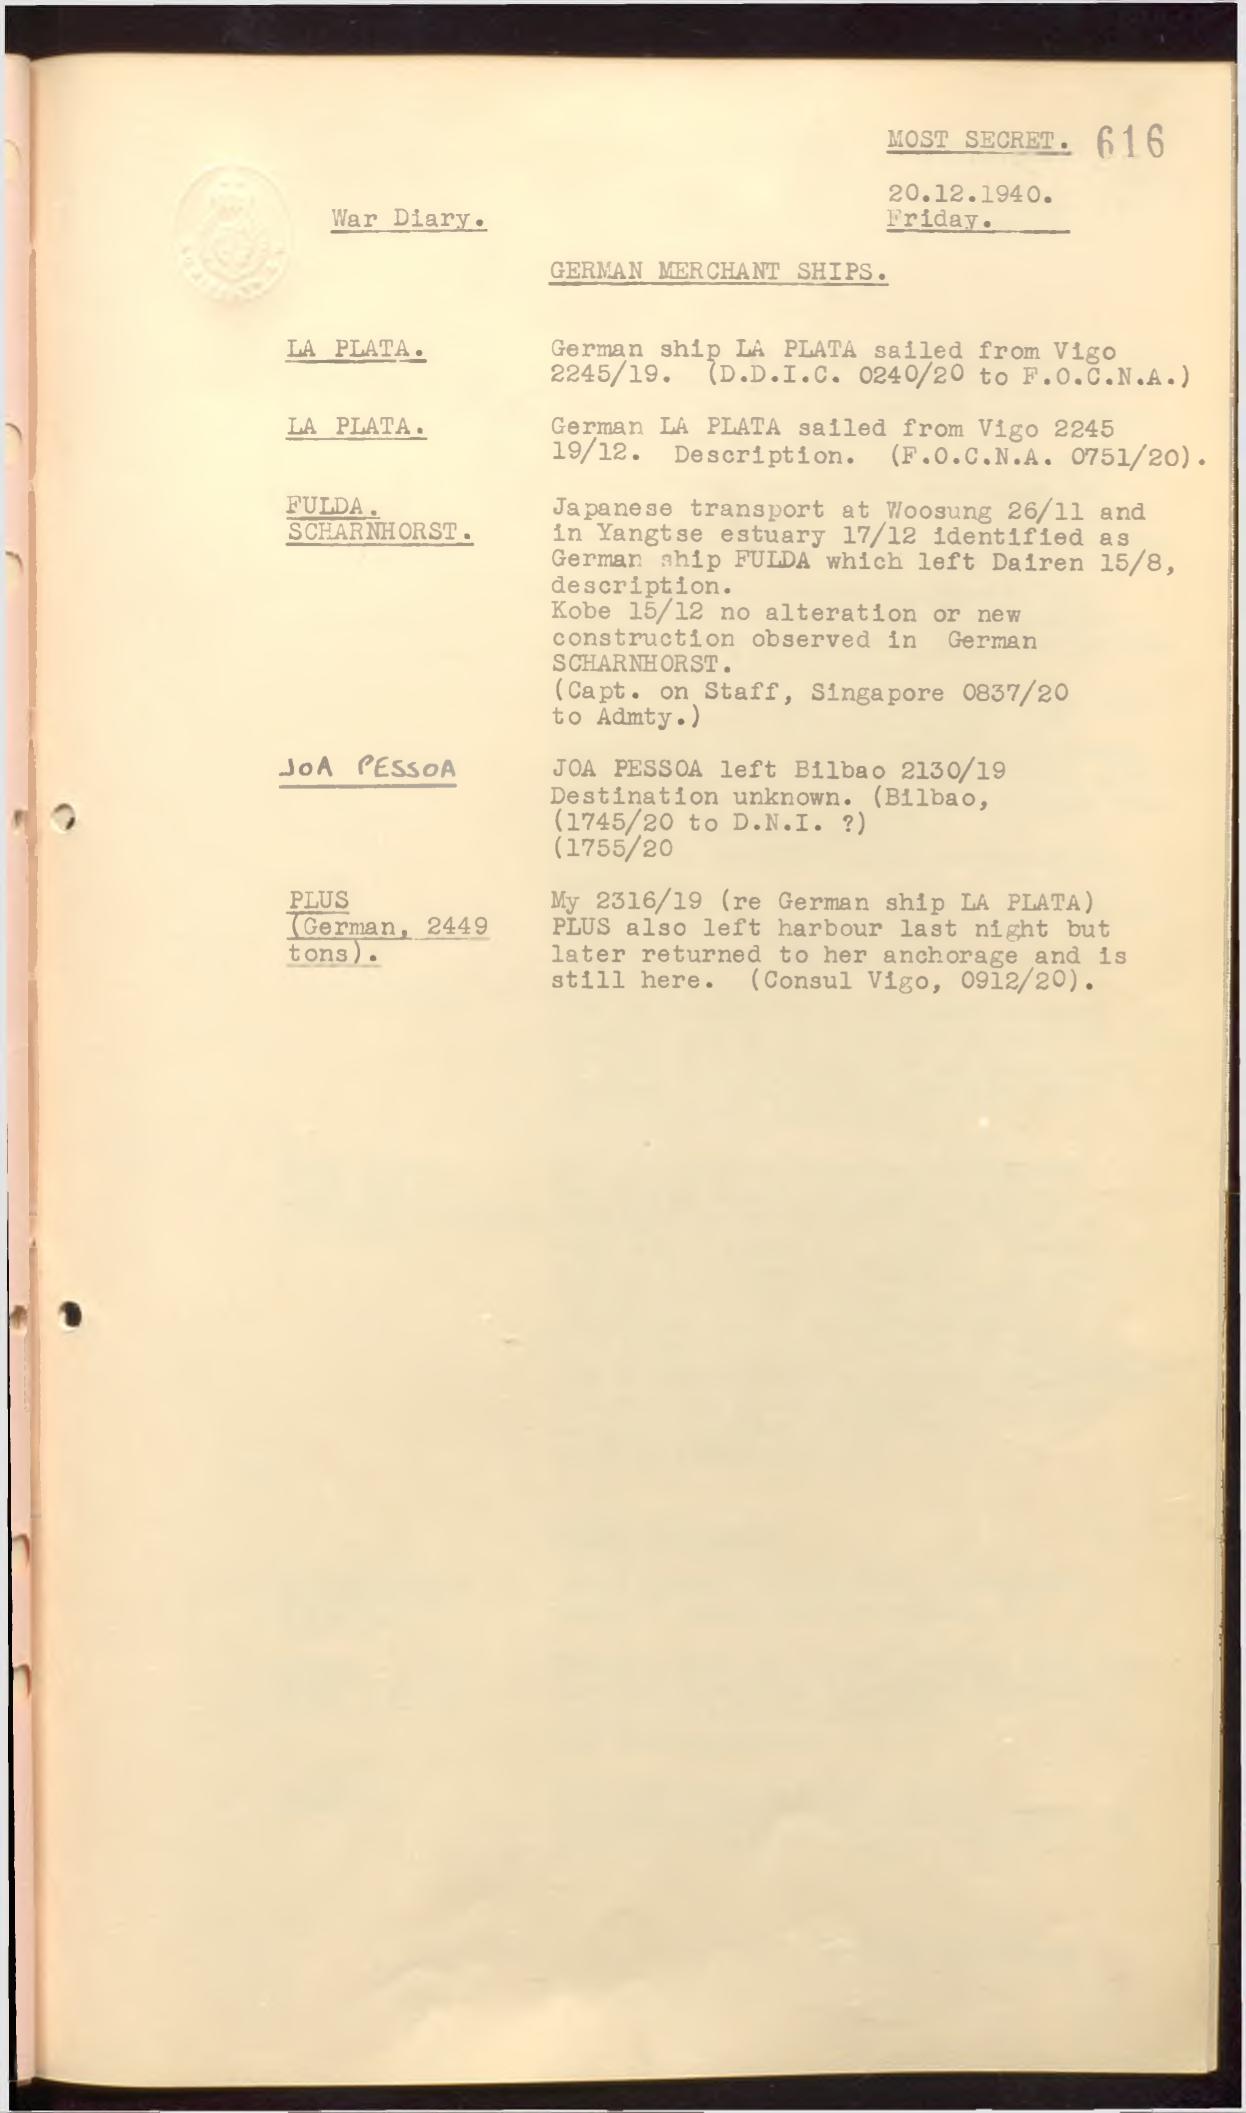 MOST SECRET. 616
20.12.1940.
War Diary.
Friday.
GERMAN MERCHANT SHIPS.
LA PLATA.
German ship LA PLATA sailed from Vigo
2245/19. (D.D.I.C. 0240/20 to F.O.C.N.A.)
LA PLATA.
German LA PLATA sailed from Vigo 2245
19/12. Description. (F.O.C.N.A. 0751/20).
FULDA.
SCHARNHORST.
Japanese transport at Woosung 26/11 and
in Yangtse estuary 17/12 identified as
German ship FULDA which left Dairen 15/8,
description.
Kobe 15/12 no alteration or new
construction observed in German
SCHARNHORST.
(Capt. on Staff, Singapore 0837/20
to Admty.)
JOA PESSOA
JOA PESSOA left Bilbao 2130/19
Destination unknown. (Bilbao,
(1745/20 to D.N.I. ?)
(1755/20
PLUS
(German, 2449
tons).
My 2316/19 (re German ship LA PLATA)
PLUS also left harbour last night but
later returned to her anchorage and is
still here. (Consul Vigo, 0912/20).